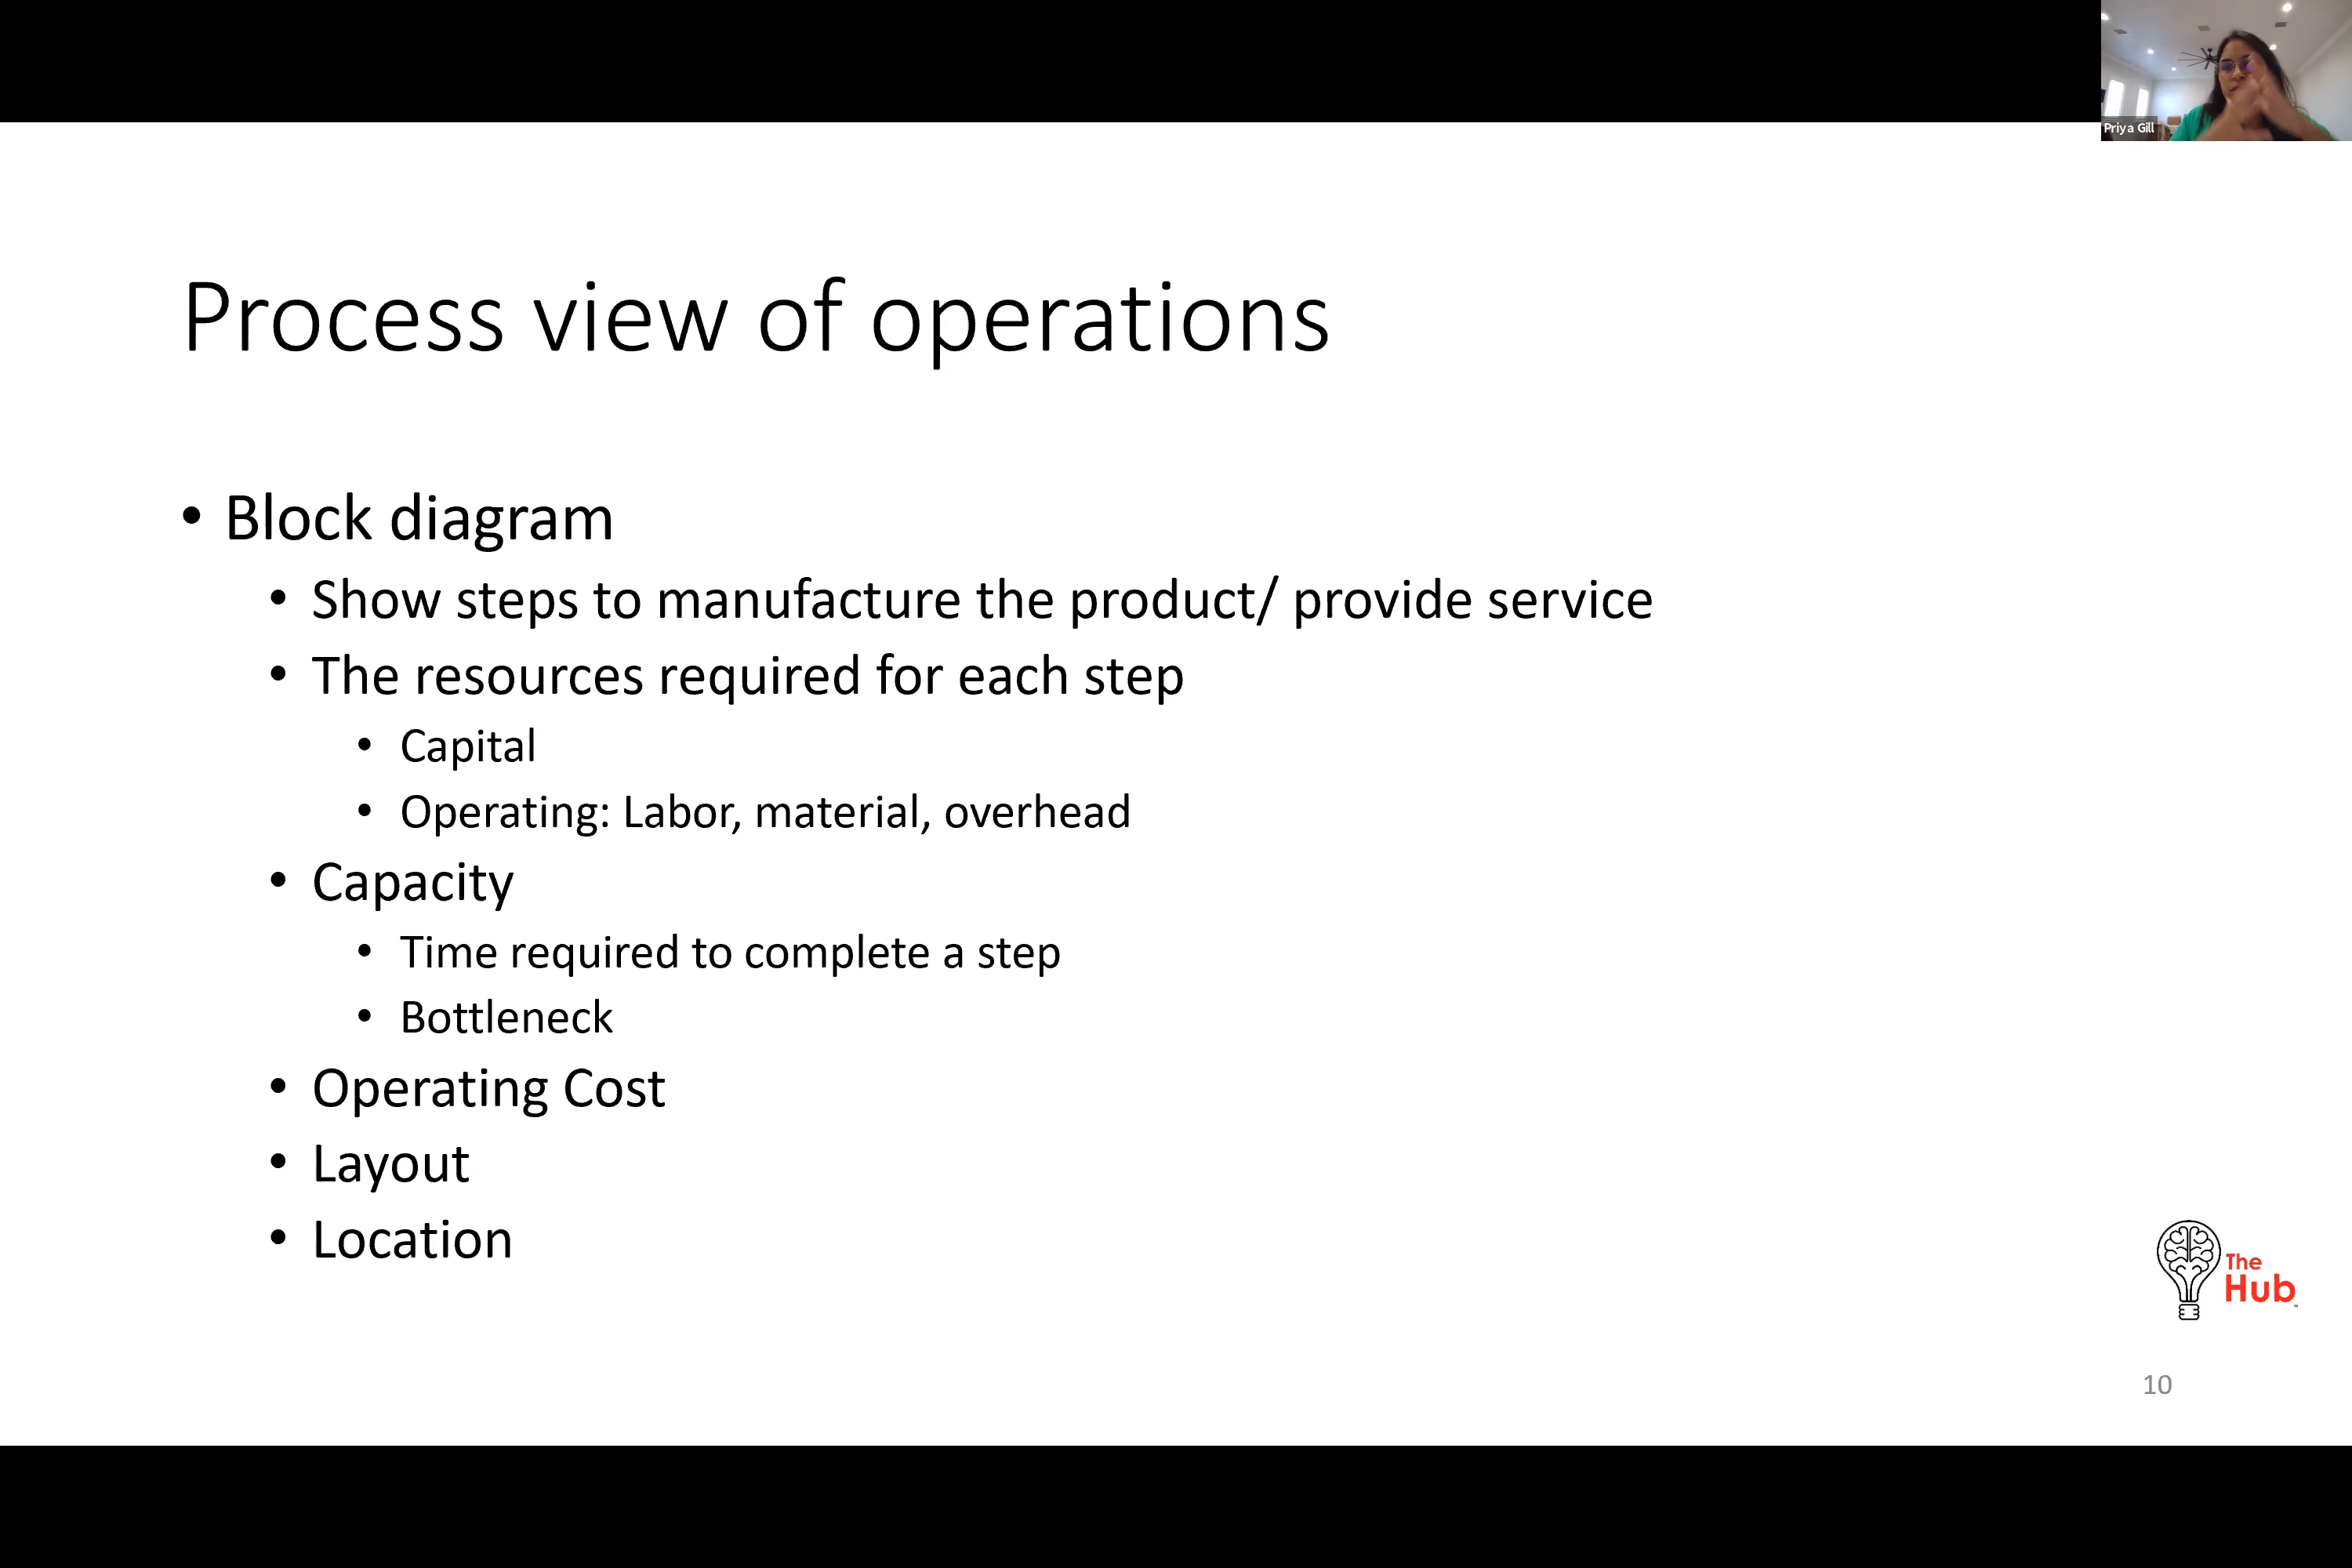 Priya Gill
Process view of operations
• Block diagram
• Show steps to manufacture the product/ provide service
• The resources required for each step
• Capital
• Operating: Labor, material, overhead
• Capacity
• Time required to complete a step
• Bottleneck
• Operating Cost
• Layout
• Location
The
Hub
10